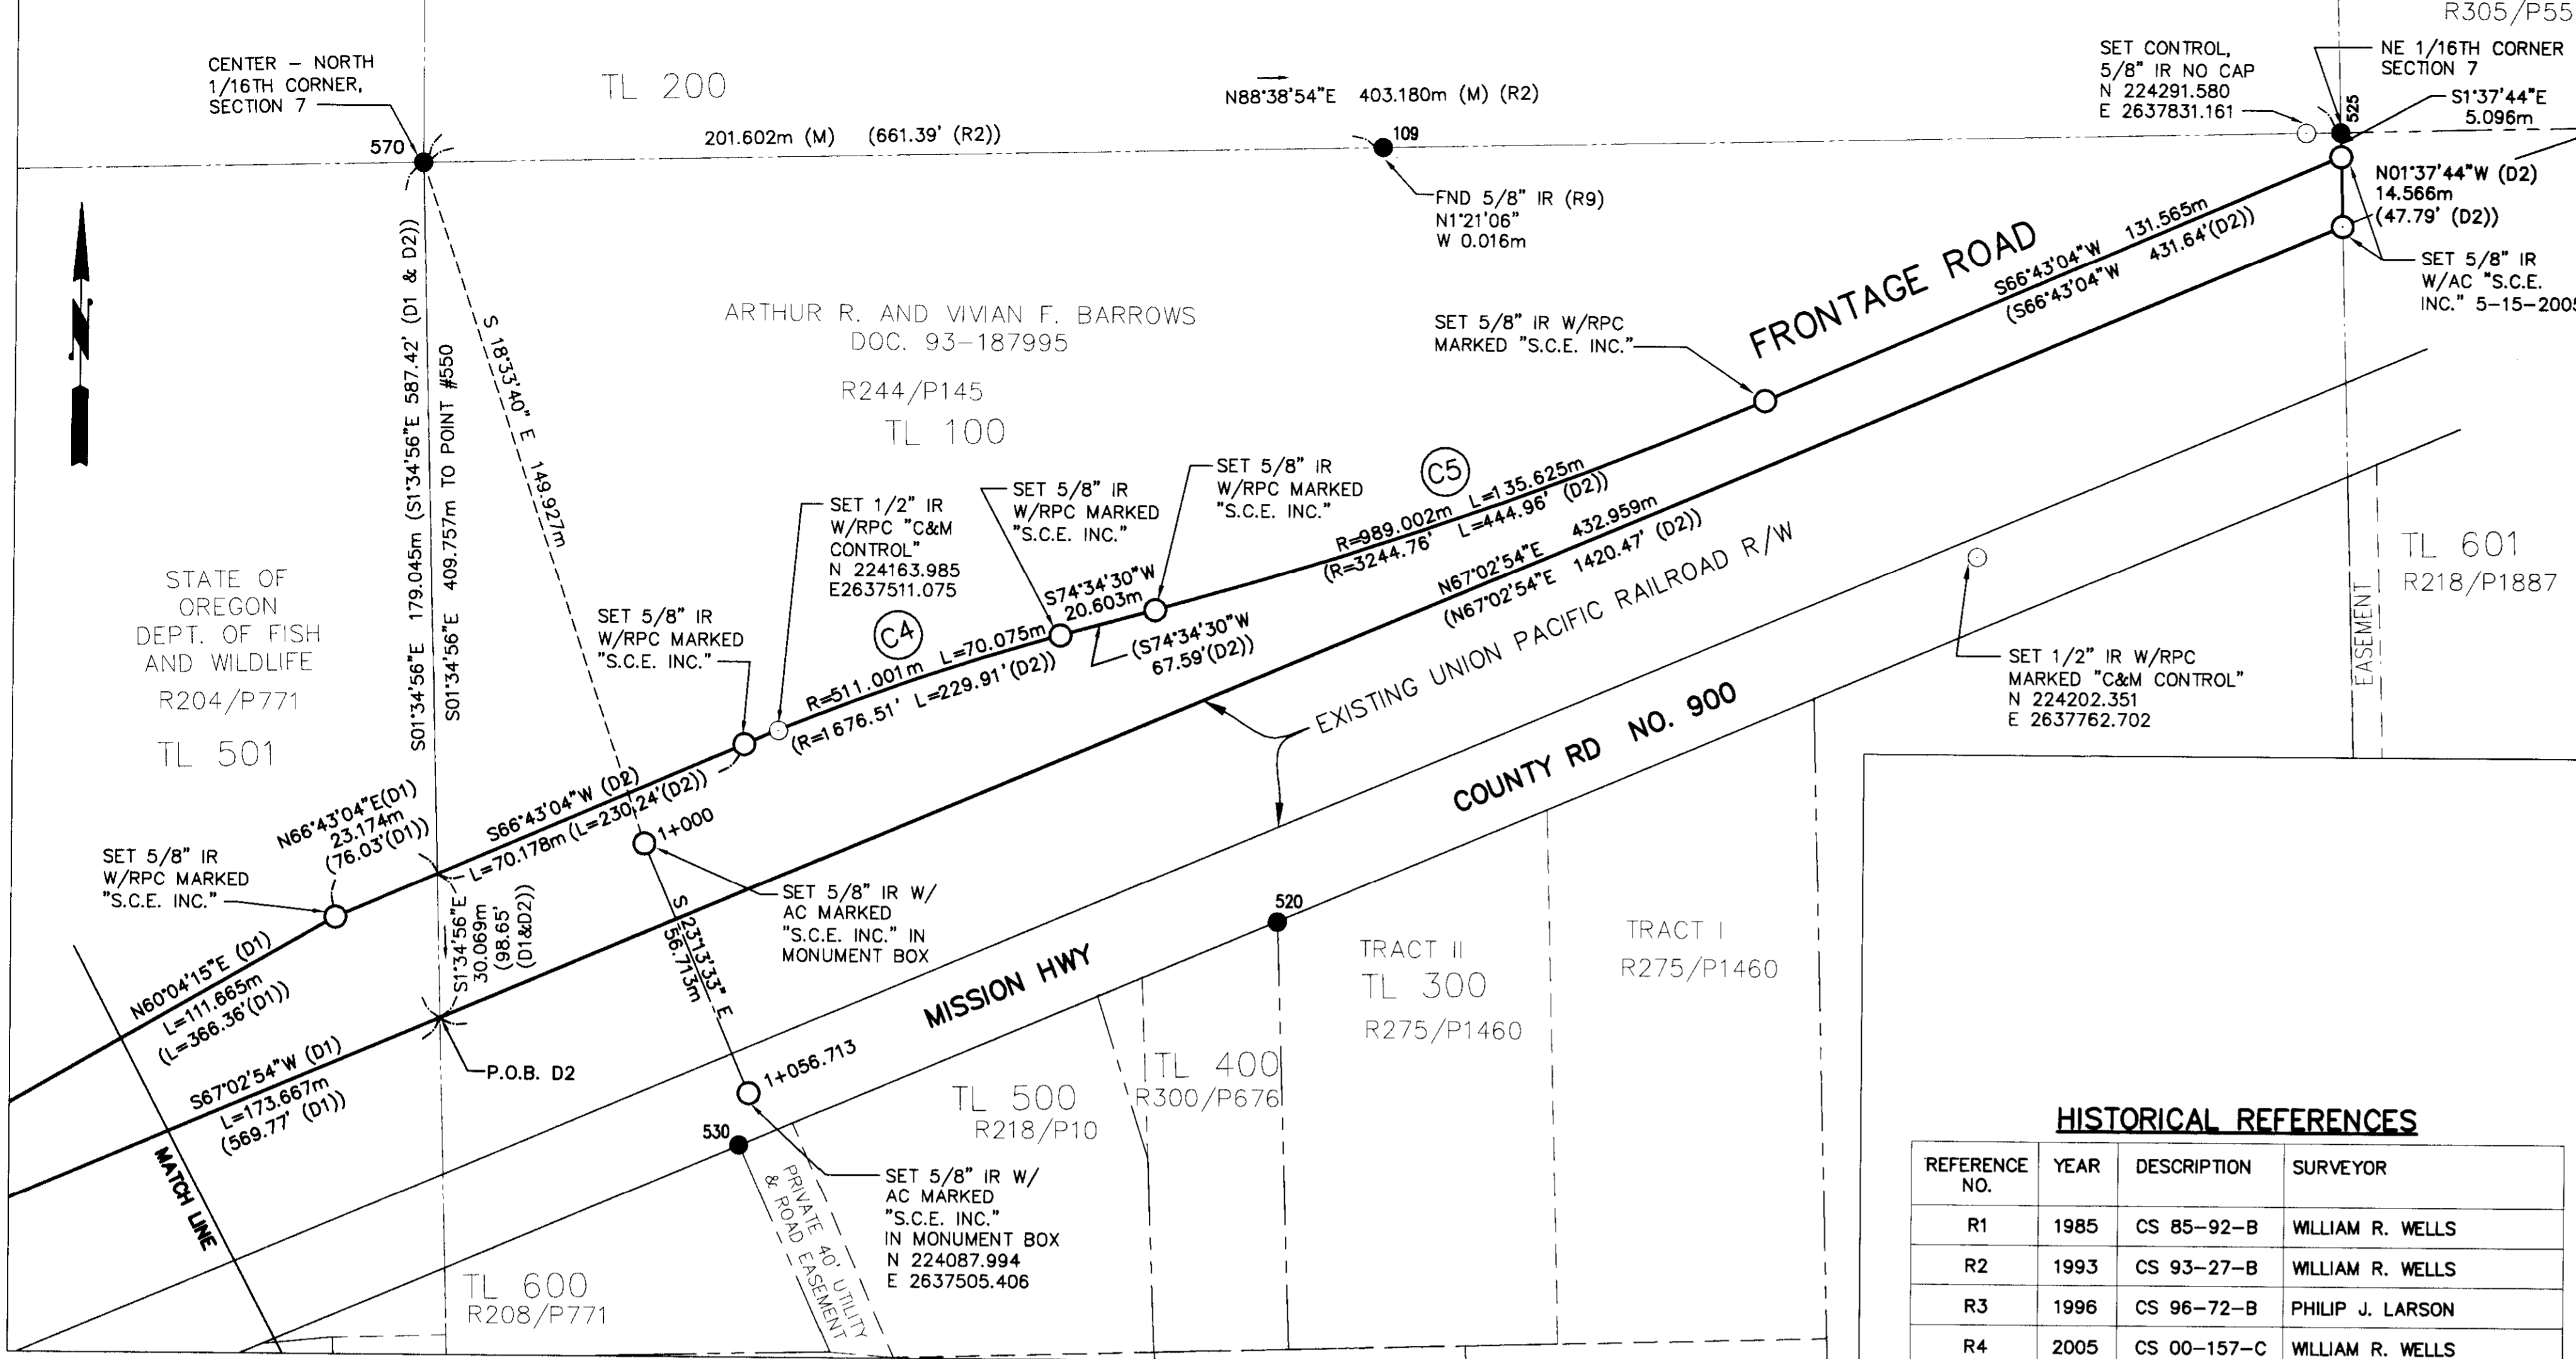 R305/P55
CENTER – NORTH
1/16TH CORNER,
SECTION 7
TL 200
N88°38'54"E 403.180m (M) (R2)
SET CONTROL,
5/8" IR NO CAP
N 224291.580
E 2637831.161
NE 1/16TH CORNER
SECTION 7
S1°37'44"E
5.096m
525
570
201.602m (M) (661.39' (R2))
109
FND 5/8" IR (R9)
N1°21'06"
W 0.016m
N01°37'44"W (D2)
14.566m
(47.79' (D2))
SET 5/8" IR
W/AC "S.C.E.
INC." 5-15-2005
N
S01°34'56"E 179.045m (S1°34'56"E 587.42' (D1 & D2))
S01°34'56"E 409.757m TO POINT #550
S 18°33'40" E 149.927m
ARTHUR R. AND VIVIAN F. BARROWS
DOC. 93-187995
R244/P145
TL 100
FRONTAGE ROAD
S66°43'04"W 131.565m
(S66°43'04"W 431.64'(D2))
SET 5/8" IR W/RPC
MARKED "S.C.E. INC."
SET 5/8" IR
W/RPC MARKED
"S.C.E. INC."
SET 5/8" IR
W/RPC MARKED
"S.C.E. INC."
SET 1/2" IR
W/RPC "C&M
CONTROL"
N 224163.985
E2637511.075
C5
R=989.002m L=135.625m
(R=3244.76' L=444.96' (D2))
N67°02'54"E 432.959m
(N67°02'54"E 1420.47' (D2))
EXISTING UNION PACIFIC RAILROAD R/W
TL 601
R218/P1887
EASEMENT
STATE OF
OREGON
DEPT. OF FISH
AND WILDLIFE
R204/P771
TL 501
SET 5/8" IR
W/RPC MARKED
"S.C.E. INC."
C4
S74°34'30"W
20.603m
(S74°34'30"W
67.59'(D2))
R=511.001m L=70.075m
(R=1676.51' L=229.91'(D2))
SET 1/2" IR W/RPC
MARKED "C&M CONTROL"
N 224202.351
E 2637762.702
COUNTY RD NO. 900
N66°43'04"E(D1)
23.174m
(76.03'(D1))
S66°43'04"W (D2)
L=70.178m (L=230.24'(D2))
1+000
SET 5/8" IR
W/RPC MARKED
"S.C.E. INC."
SET 5/8" IR W/
AC MARKED
"S.C.E. INC." IN
MONUMENT BOX
S1°34'56"E
30.069m
(98.65'
(D1&D2))
S 23°13'33" E
56.713m
520
MISSION HWY
TRACT II
TL 300
R275/P1460
TRACT I
R275/P1460
N60°04'15"E (D1)
L=111.665m
(L=366.36'(D1))
S67°02'54"W (D1)
L=173.667m
(569.77' (D1))
P.O.B. D2
1+056.713
TL 500
R218/P10
TL 400
R300/P676
MATCH LINE
530
PRIVATE 40' UTILITY
& ROAD EASEMENT
SET 5/8" IR W/
AC MARKED
"S.C.E. INC."
IN MONUMENT BOX
N 224087.994
E 2637505.406
TL 600
R208/P771
HISTORICAL REFERENCES
REFERENCE NO. YEAR DESCRIPTION SURVEYOR
R1 1985 CS 85-92-B WILLIAM R. WELLS
R2 1993 CS 93-27-B WILLIAM R. WELLS
R3 1996 CS 96-72-B PHILIP J. LARSON
R4 2005 CS 00-157-C WILLIAM R. WELLS